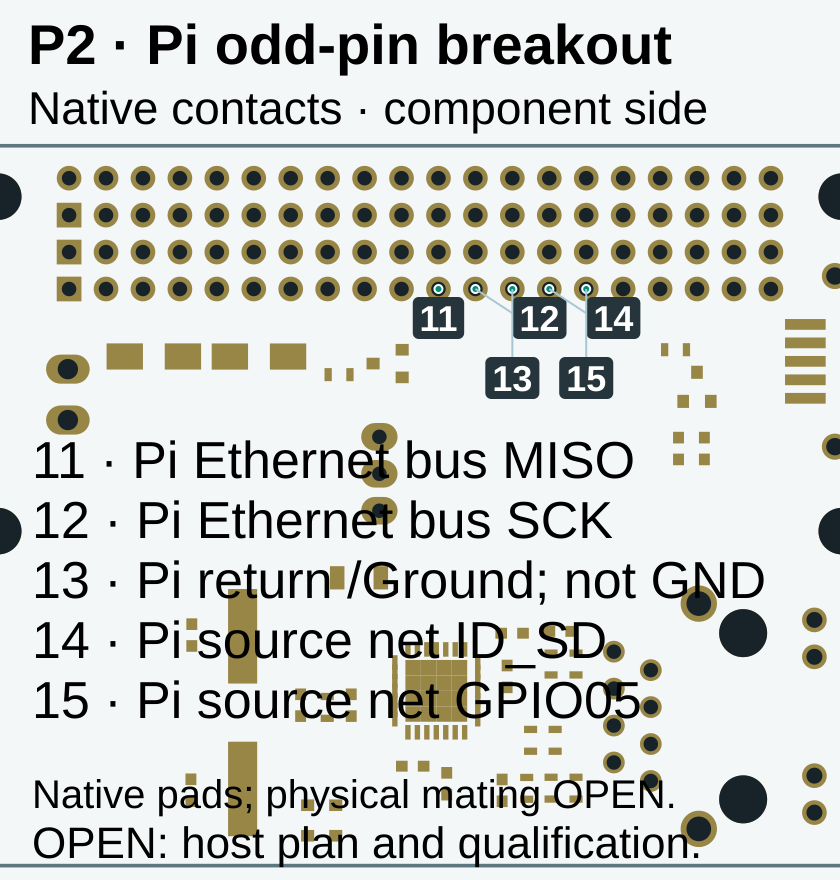 P2 · Pi odd-pin breakout
Native contacts · component side
11 12 14
13 15
11 · Pi Ethernet bus MISO
12 · Pi Ethernet bus SCK
13 · Pi return /Ground; not GND
14 · Pi source net ID_SD
15 · Pi source net GPIO05
Native pads; physical mating OPEN.
OPEN: host plan and qualification.